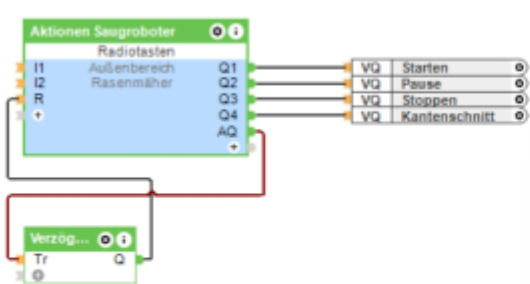 Aktionen Saugroboter
Radiotasten
I1 Außenbereich Q1
I2 Rasenmäher Q2
R Q3
Q4
AQ
VQ Starten
VQ Pause
VQ Stoppen
VQ Kantenschnitt
Verzög...
Tr Q